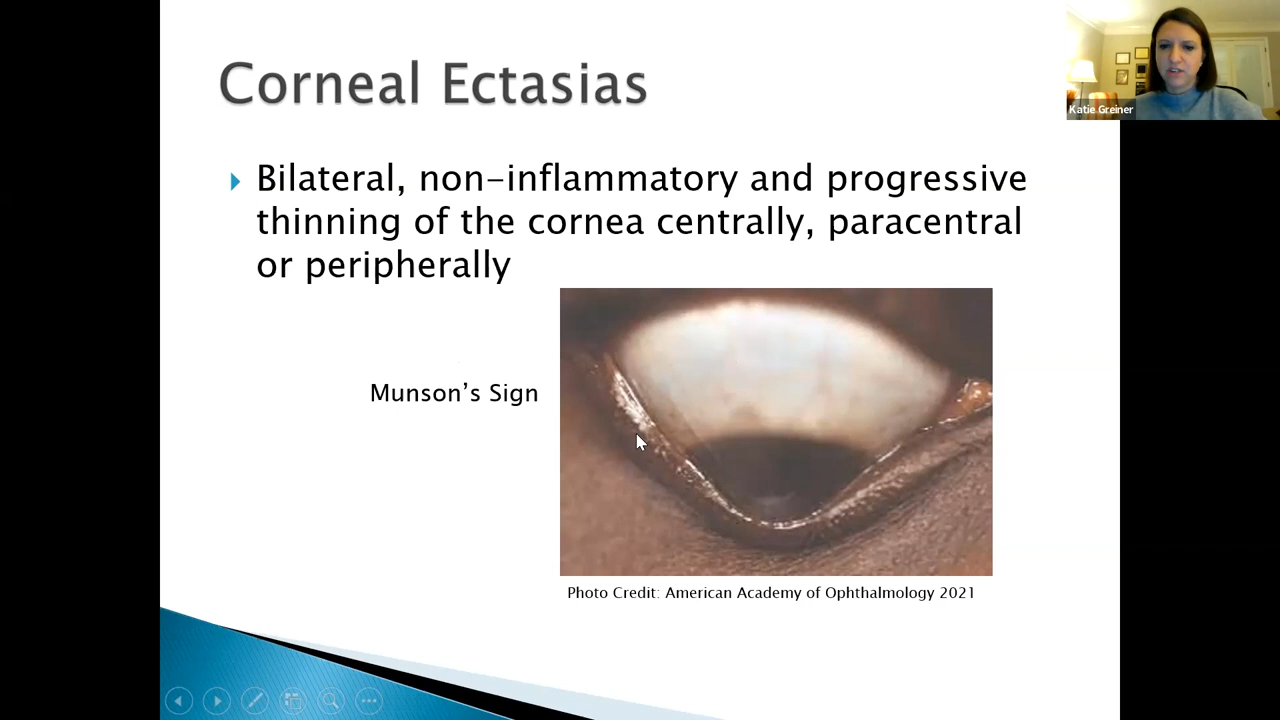 Corneal Ectasias
Katie Greiner
Bilateral, non-inflammatory and progressive
thinning of the cornea centrally, paracentral
or peripherally
Munson's Sign
Photo Credit: American Academy of Ophthalmology 2021